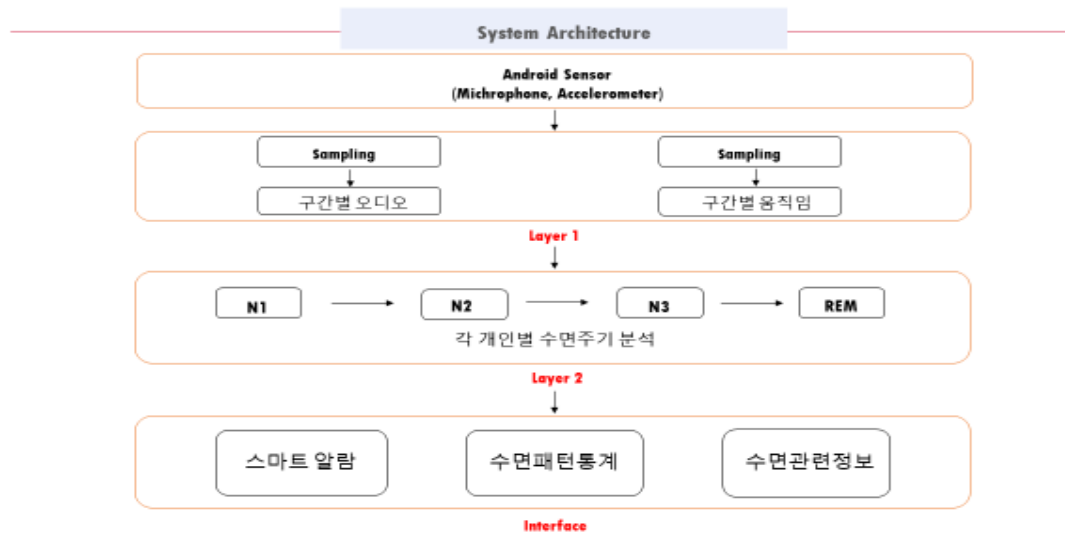 System Architecture
Android Sensor
(Michrophone, Accelerometer)
Sampling
Sampling
구간별 오디오
구간별 움직임
Layer 1
N1
N2
N3
REM
각 개인별 수면주기 분석
Layer 2
스마트 알람
수면패턴통계
수면관련정보
Interface